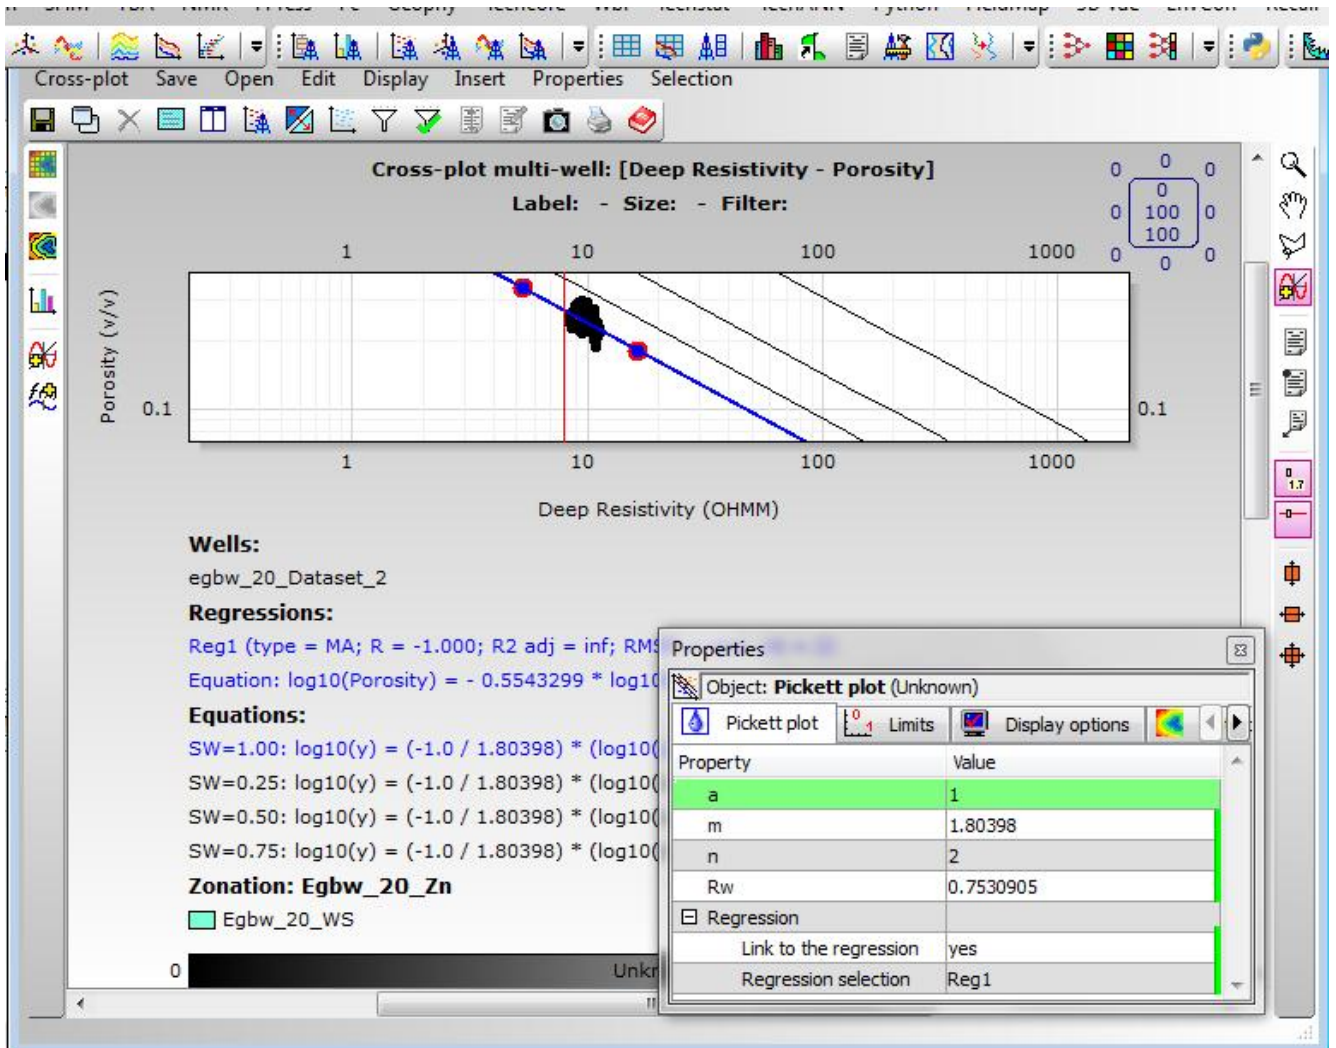 Cross-plot Save Open Edit Display Insert Properties Selection
Cross-plot multi-well: [Deep Resistivity - Porosity]
Label: - Size: - Filter:
0 0 0
0
0 100 0
100
0 0 0
1 10 100 1000
Porosity (v/v)
0.1 0.1
1 10 100 1000
Deep Resistivity (OHMM)
1.7
Wells:
egbw_20_Dataset_2
Regressions:
Reg1 (type = MA; R = -1.000; R2 adj = inf; RMS
Equation: log10(Porosity) = - 0.5543299 * log10
Equations:
SW=1.00: log10(y) = (-1.0 / 1.80398) * (log10(
SW=0.25: log10(y) = (-1.0 / 1.80398) * (log10(
SW=0.50: log10(y) = (-1.0 / 1.80398) * (log10(
SW=0.75: log10(y) = (-1.0 / 1.80398) * (log10(
Zonation: Egbw_20_Zn
Egbw_20_WS
0 Unkr
Properties
Object: Pickett plot (Unknown)
Pickett plot Limits Display options
Property Value
a 1
m 1.80398
n 2
Rw 0.7530905
Regression
Link to the regression yes
Regression selection Reg1